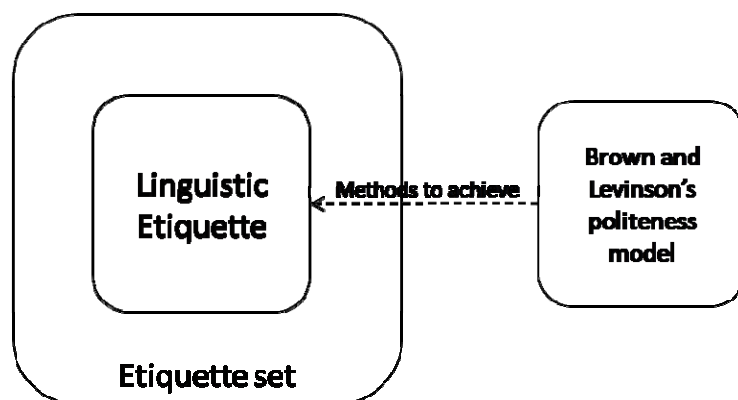 Linguistic
Etiquette
Methods to achieve
Brown and
Levinson's
politeness
model
Etiquette set